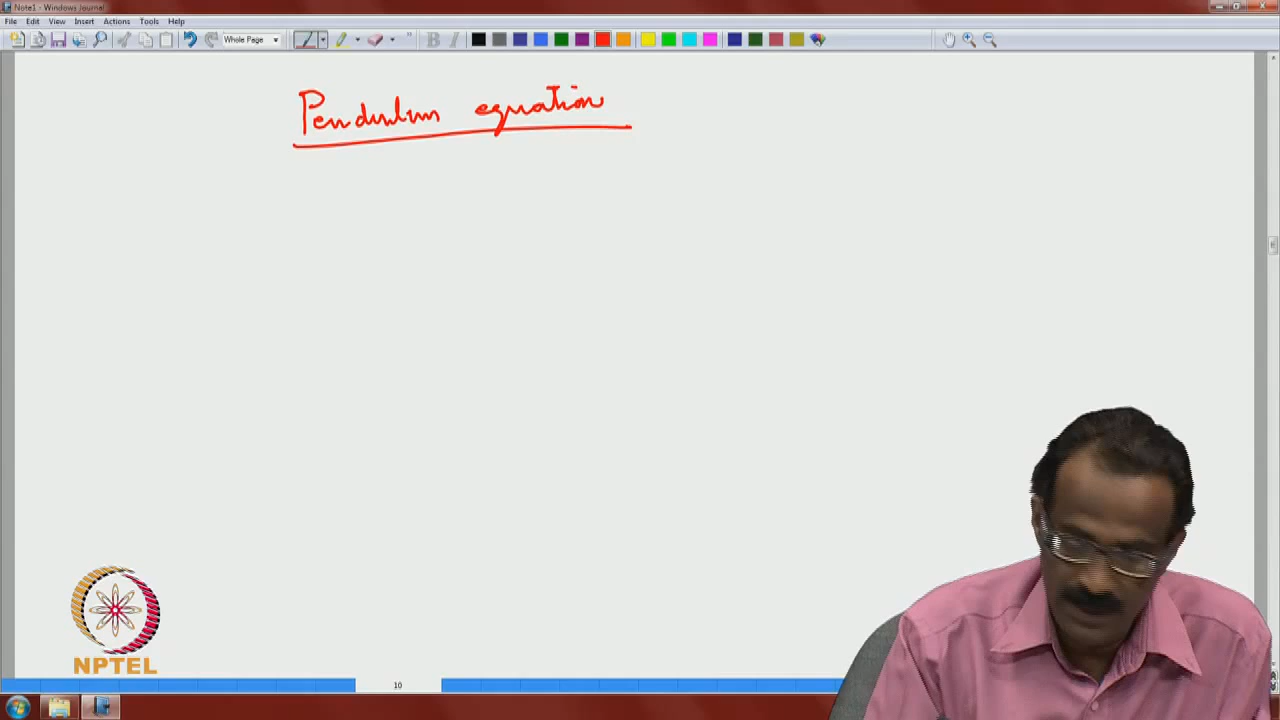 Note1 - Windows Journal
File Edit View Insert Actions Tools Help
Whole Page
B I
Pendulum equation
NPTEL
10